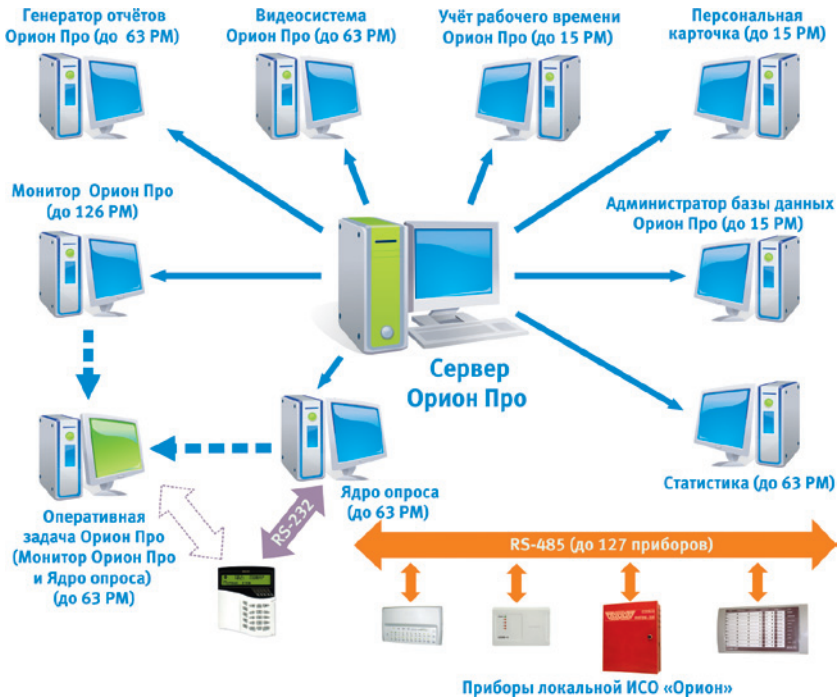 Генератор отчётов
Орион Про (до 63 РМ)
Видеосистема
Орион Про (до 63 РМ)
Учёт рабочего времени
Орион Про (до 15 РМ)
Персональная
карточка (до 15 РМ)
Монитор Орион Про
(до 126 РМ)
Администратор базы данных
Орион Про (до 15 РМ)
Сервер
Орион Про
Оперативная
задача Орион Про
(Монитор Орион Про
и Ядро опроса)
(до 63 РМ)
Ядро опроса
(до 63 РМ)
Статистика (до 63 РМ)
RS-232
RS-485 (до 127 приборов)
Приборы локальной ИСО «Орион»